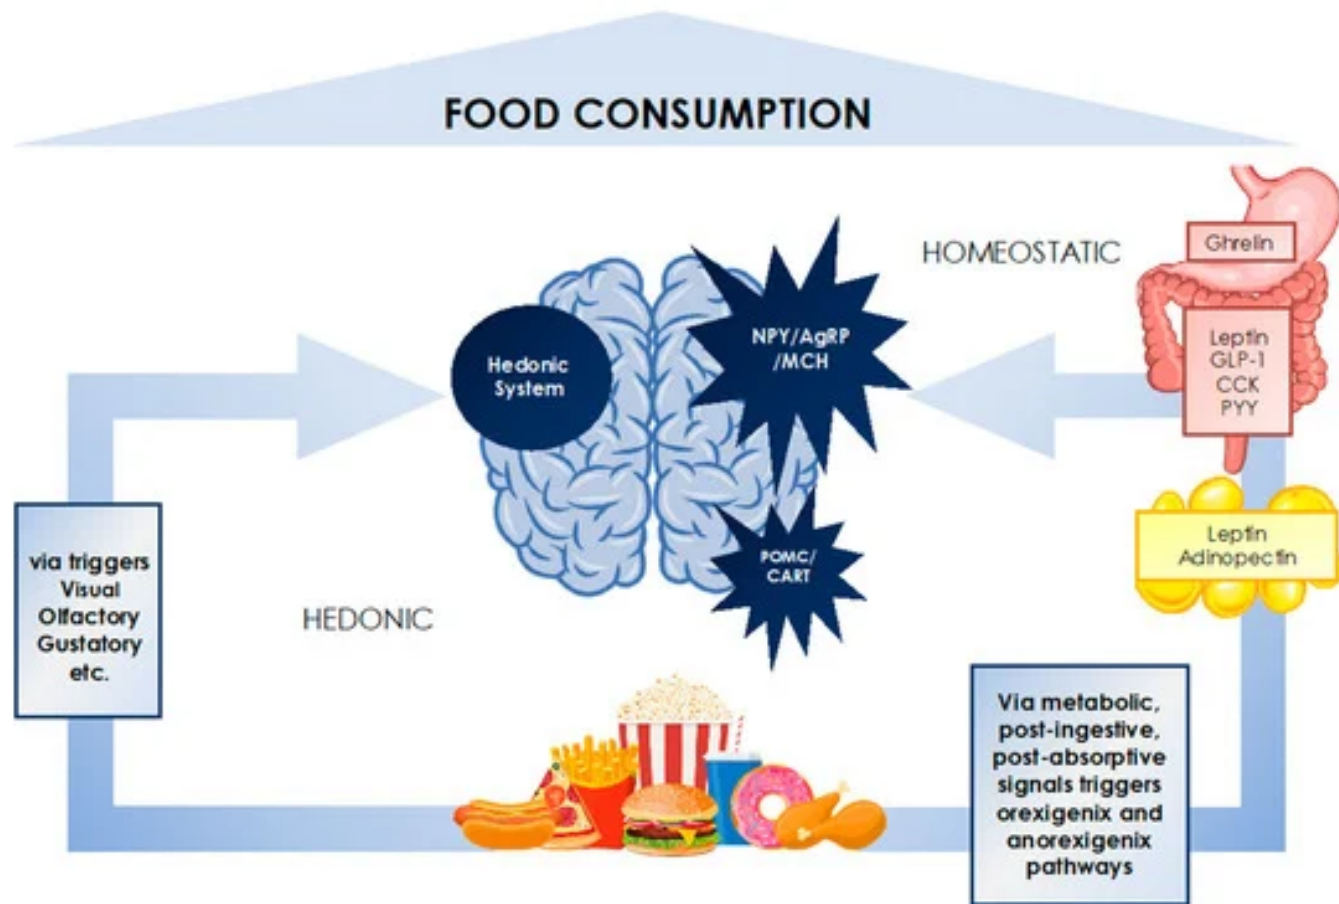 FOOD CONSUMPTION
HOMEOSTATIC
Ghrelin
Leptin
GLP-1
CCK
PYY
Leptin
Adinopectin
NPY/AgRP
/MCH
Hedonic
System
POMC/
CART
via triggers
Visual
Olfactory
Gustatory
etc.
HEDONIC
Via metabolic,
post-ingestive,
post-absorptive
signals triggers
orexigenix and
anorexigenix
pathways